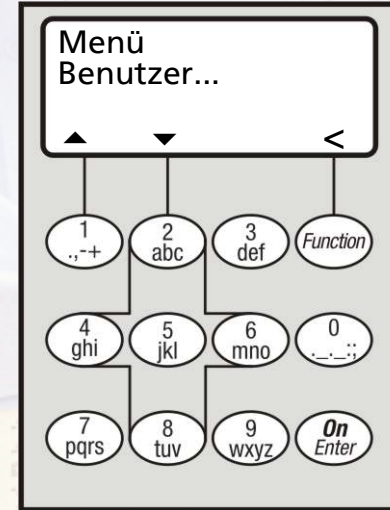 Menü
Benutzer...
<
1 2 3 Function
.,-+ abc def
4 5 6 0
ghi jkl mno ._._.:;
7 8 9 On
pqrs tuv wxyz Enter